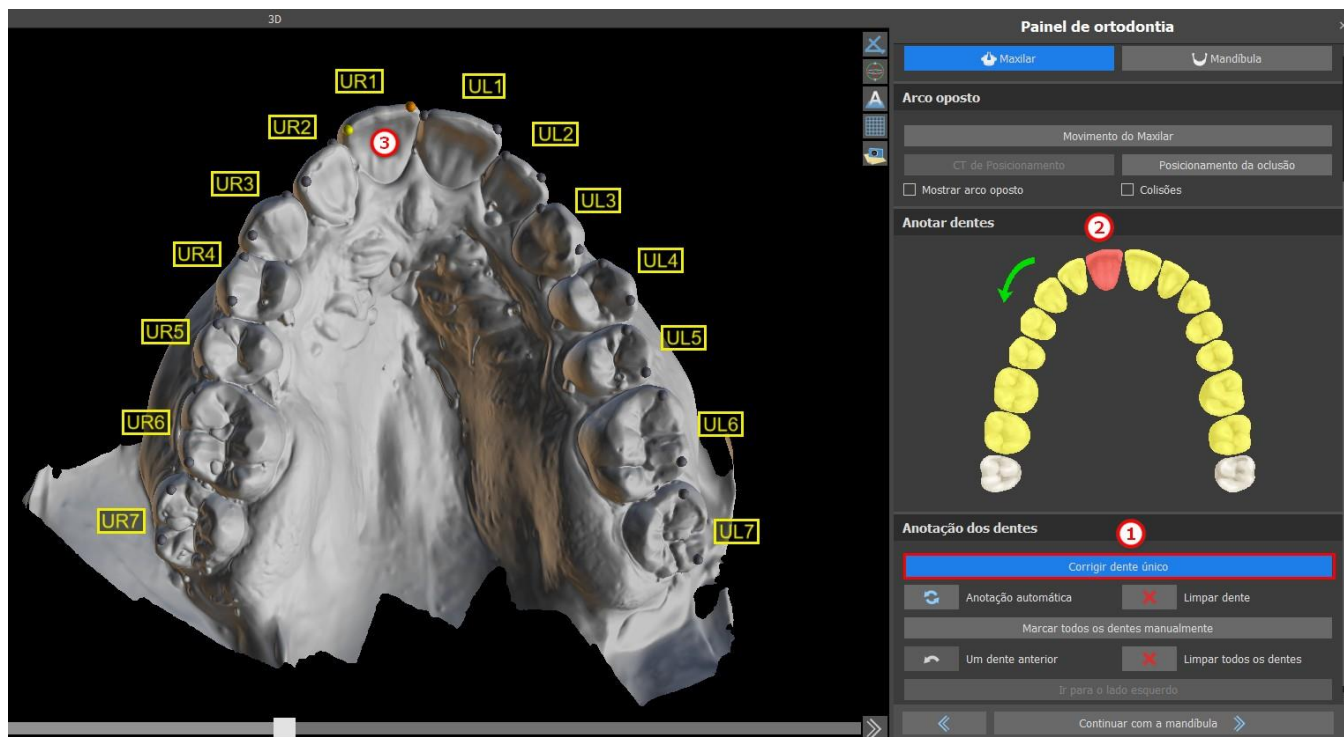 3D
UR1
UL1
UR2
UL2
3
UR3
UL3
UR4
UL4
UR5
UL5
UR6
UL6
UR7
UL7
Painel de ortodontia
Maxilar
Mandíbula
Arco oposto
Movimento do Maxilar
CT de Posicionamento
Posicionamento da oclusão
Mostrar arco oposto
Colisões
Anotar dentes
2
Anotação dos dentes
1
Corrigir dente único
Anotação automática
Limpar dente
Marcar todos os dentes manualmente
Um dente anterior
Limpar todos os dentes
Ir para o lado esquerdo
Continuar com a mandíbula